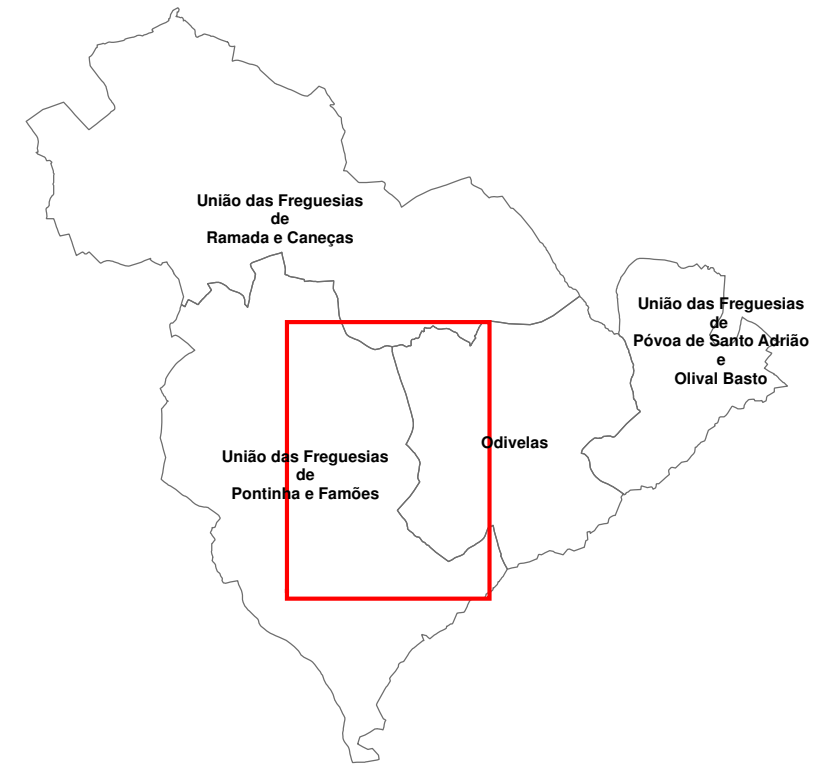 União das Freguesias
de
Ramada e Caneças
União das Freguesias
de
Póvoa de Santo Adrião
e
Olival Basto
Odivelas
União das Freguesias
de
Pontinha e Famões